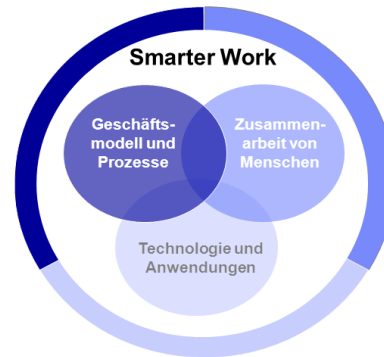 Smarter Work
Geschäfts-
modell und
Prozesse
Zusammen-
arbeit von
Menschen
Technologie und
Anwendungen